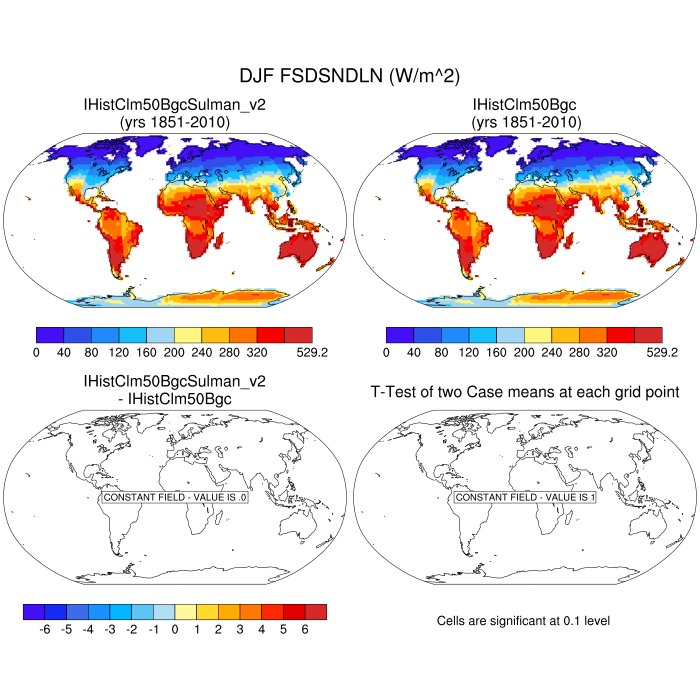 DJF FSDSNDLN (W/m^2)
IHistClm50BgcSulman_v2
(yrs 1851-2010)
IHistClm50Bgc
(yrs 1851-2010)
0 40 80 120 160 200 240 280 320 529.2
0 40 80 120 160 200 240 280 320 529.2
IHistClm50BgcSulman_v2
- IHistClm50Bgc
T-Test of two Case means at each grid point
CONSTANT FIELD - VALUE IS .0
CONSTANT FIELD - VALUE IS 1
-6 -5 -4 -3 -2 -1 0 1 2 3 4 5 6
Cells are significant at 0.1 level